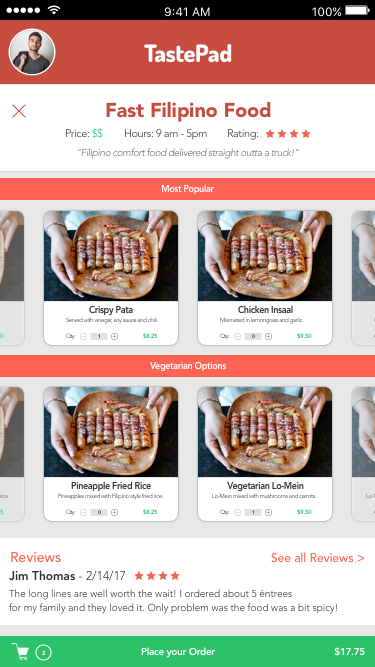 9:41 AM
100%
TastePad
Fast Filipino Food
Price: $$ Hours: 9 am - 5pm Rating:
"Filipino comfort food delivered straight outta a truck!"
Most Popular
Crispy Pata
Served with vinegar, soy sauce and chili.
Qty: 1 $8.25
Chicken Insaal
Marinated in lemongrass and garlic.
Qty: 0 $9.50
Vegetarian Options
Pineapple Fried Rice
Pineapples mixed with Filipino style fried rice.
Qty: 0 $8.25
Vegetarian Lo-Mein
Lo-Mein mixed with mushrooms and carrots.
Qty: 1 $9.50
Reviews See all Reviews >
Jim Thomas - 2/14/17
The long lines are well worth the wait! I ordered about 5 éntrees
for my family and they loved it. Only problem was the food was a bit spicy!
2 Place your Order $17.75